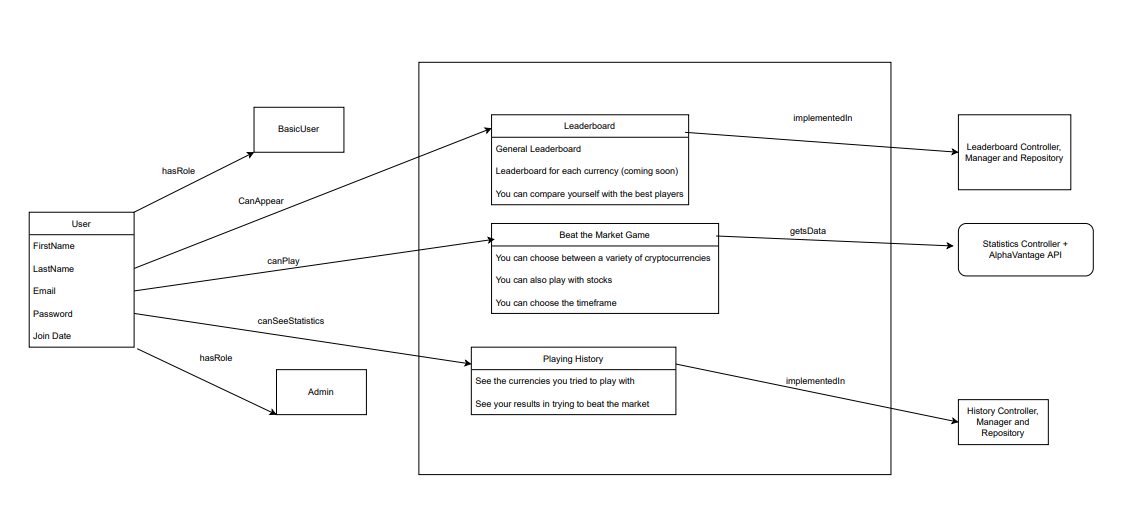 BasicUser
hasRole
CanAppear
User
FirstName
LastName
Email
Password
Join Date
canPlay
canSeeStatistics
hasRole
Admin
Leaderboard
General Leaderboard
Leaderboard for each currency (coming soon)
You can compare yourself with the best players
implementedIn
Leaderboard Controller,
Manager and Repository
Beat the Market Game
You can choose between a variety of cryptocurrencies
You can also play with stocks
You can choose the timeframe
getsData
Statistics Controller +
AlphaVantage API
Playing History
See the currencies you tried to play with
See your results in trying to beat the market
implementedIn
History Controller,
Manager and
Repository